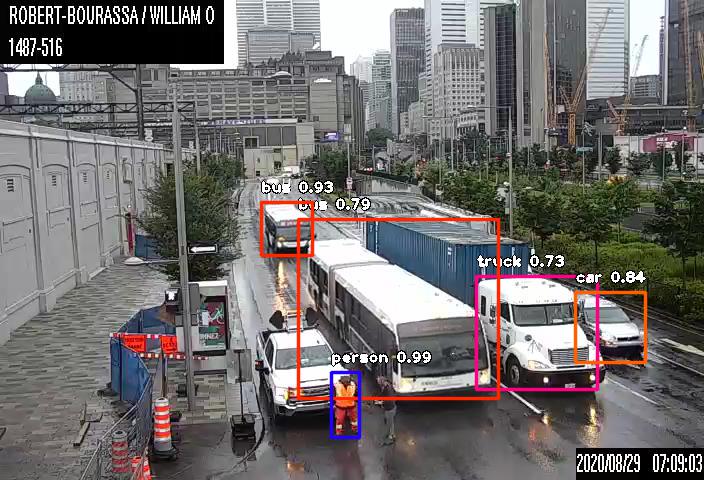 ROBERT-BOURASSA / WILLIAM O
1487-516
bus 0.93
bus 0.79
truck 0.73
car 0.84
person 0.99
2020/08/29 07:09:03